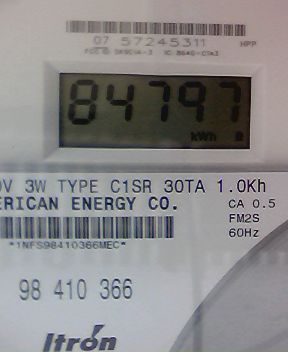 07 57245311 HPP
84797
kWh
0V 3W TYPE C1SR 30TA 1.0Kh
ERICAN ENERGY CO. CA 0.5
FM2S
*1NFS98410366MEC* 60Hz
98 410 366
Itron